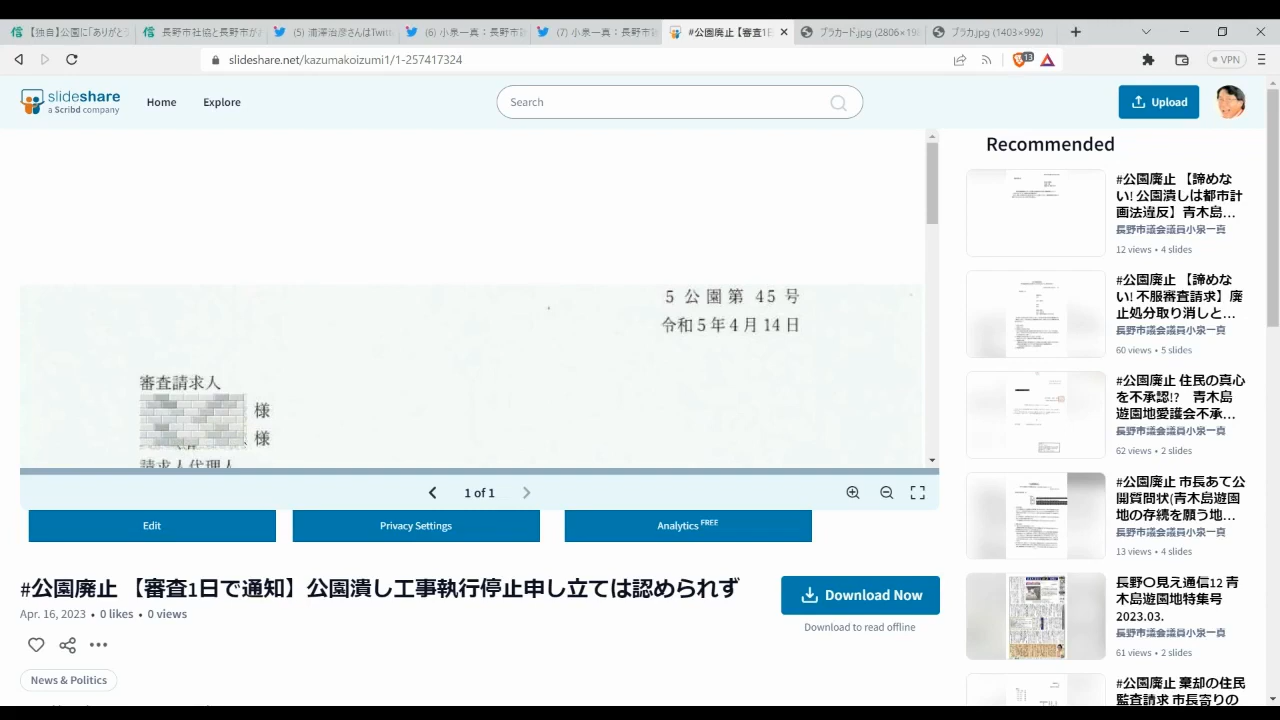 【独自】公園に「ありがと
長野市社協と長野市が
(6) 小泉一真：長野市議
(7) 小泉一真：長野市議
#公園廃止 【審査1日
プラカード.jpg (2806×198
プラカ.jpg (1403×992)
slideshare.net/kazumakoizumi1/1-257417324
13
VPN
slideshare
a Scribd company
Home
Explore
Search
Upload
5 公 園 第 45 号
令和5年4月14日
審査請求人
様
様
請求人代理人
1 of 1
Edit
Privacy Settings
Analytics FREE
#公園廃止 【審査1日で通知】公園潰し工事執行停止申し立ては認められず
Apr. 16, 2023 • 0 likes • 0 views
Download Now
Download to read offline
News & Politics
Recommended
#公園廃止 【諦めな
い! 公園潰しは都市計
画法違反】青木島...
長野市議会議員小泉一真
12 views • 4 slides
#公園廃止 【諦めな
い! 不服審査請求】廃
止処分取り消しと...
長野市議会議員小泉一真
60 views • 5 slides
#公園廃止 住民の真心
を不承認!? 青木島
遊園地愛護会不承...
長野市議会議員小泉一真
62 views • 2 slides
#公園廃止 市長あて公
開質問状(青木島遊園
地の存続を願う地...
長野市議会議員小泉一真
13 views • 4 slides
長野〇見え通信12 青
木島遊園地特集号
2023.03.
長野市議会議員小泉一真
61 views • 2 slides
#公園廃止 棄却の住民
監査請求 市長寄りの